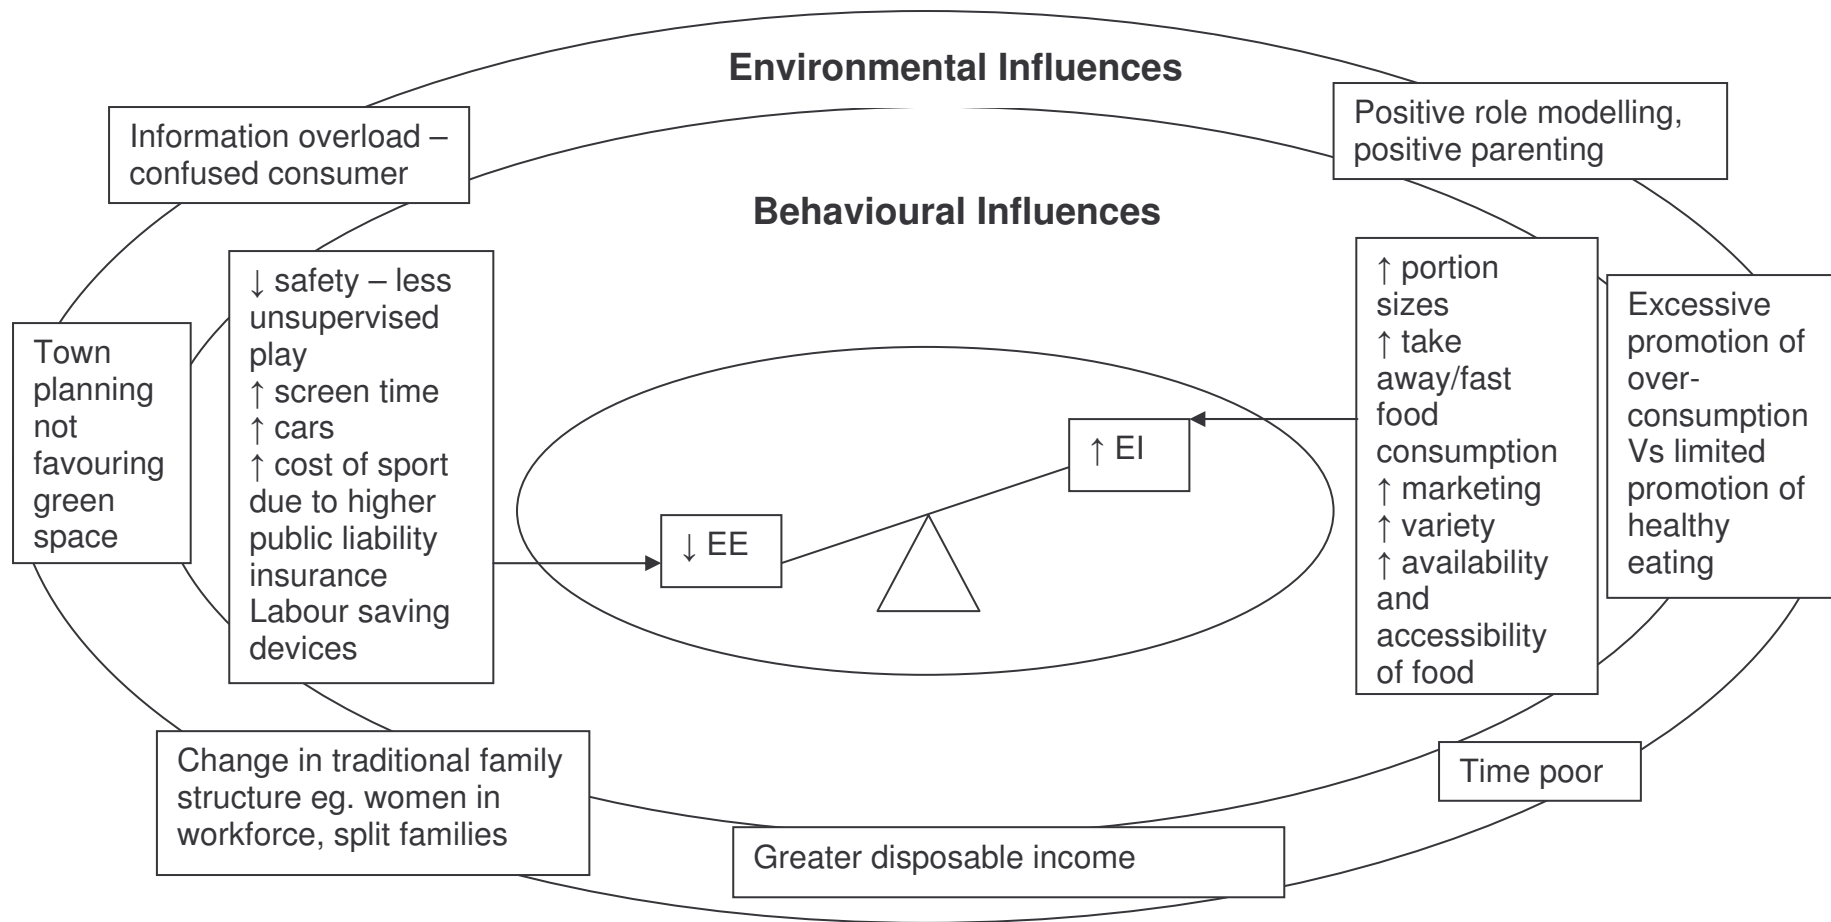 Environmental Influences
Information overload –
confused consumer
Positive role modelling,
positive parenting
Behavioural Influences
↓ safety – less
unsupervised
play
↑ screen time
↑ cars
↑ cost of sport
due to higher
public liability
insurance
Labour saving
devices
↑ portion
sizes
↑ take
away/fast
food
consumption
↑ marketing
↑ variety
↑ availability
and
accessibility
of food
Excessive
promotion of
over-
consumption
Vs limited
promotion of
healthy
eating
Town
planning
not
favouring
green
space
↑ EI
↓ EE
Change in traditional family
structure eg. women in
workforce, split families
Time poor
Greater disposable income